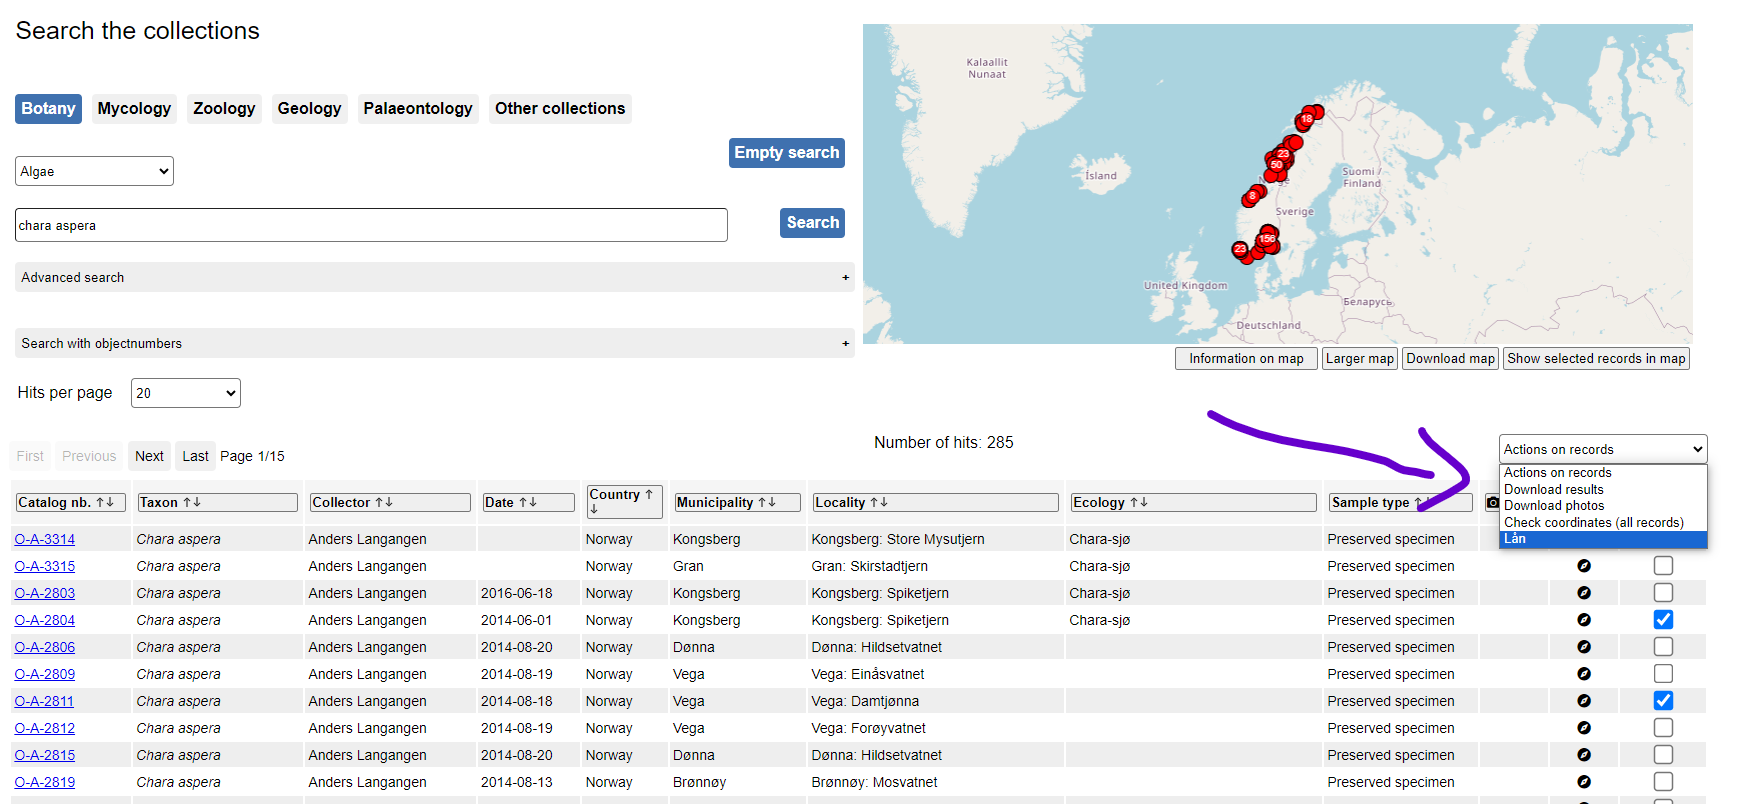 Search the collections
Botany Mycology Zoology Geology Palaeontology Other collections
Empty search
Algae
chara aspera
Search
Advanced search +
Search with objectnumbers +
Hits per page 20
Kalaallit
Nunaat
Ísland
United Kingdom
Deutschland
Беларусь
Sverige
Suomi /
Finland
18
23
50
8
156
23
Information on map Larger map Download map Show selected records in map
Number of hits: 285
First Previous Next Last Page 1/15
Actions on records
Actions on records
Download results
Download photos
Check coordinates (all records)
Lån
Catalog nb. ↑↓ Taxon ↑↓ Collector ↑↓ Date ↑↓ Country ↑↓ Municipality ↑↓ Locality ↑↓ Ecology ↑↓ Sample type ↑↓
O-A-3314 Chara aspera Anders Langangen Norway Kongsberg Kongsberg: Store Mysutjern Chara-sjø Preserved specimen
O-A-3315 Chara aspera Anders Langangen Norway Gran Gran: Skirstadtjern Chara-sjø Preserved specimen
O-A-2803 Chara aspera Anders Langangen 2016-06-18 Norway Kongsberg Kongsberg: Spiketjern Chara-sjø Preserved specimen
O-A-2804 Chara aspera Anders Langangen 2014-06-01 Norway Kongsberg Kongsberg: Spiketjern Chara-sjø Preserved specimen
O-A-2806 Chara aspera Anders Langangen 2014-08-20 Norway Dønna Dønna: Hildsetvatnet Preserved specimen
O-A-2809 Chara aspera Anders Langangen 2014-08-19 Norway Vega Vega: Einåsvatnet Preserved specimen
O-A-2811 Chara aspera Anders Langangen 2014-08-18 Norway Vega Vega: Damtjønna Preserved specimen
O-A-2812 Chara aspera Anders Langangen 2014-08-19 Norway Vega Vega: Forøyvatnet Preserved specimen
O-A-2815 Chara aspera Anders Langangen 2014-08-20 Norway Dønna Dønna: Hildsetvatnet Preserved specimen
O-A-2819 Chara aspera Anders Langangen 2014-08-13 Norway Brønnøy Brønnøy: Mosvatnet Preserved specimen